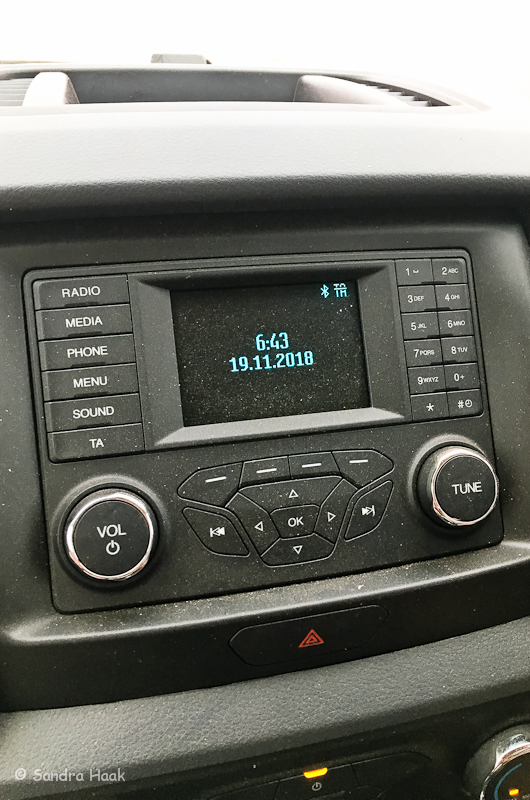 TA
TM
6:43
19.11.2018
RADIO
MEDIA
PHONE
MENU
SOUND
TA
1
2 ABC
3 DEF
4 GHI
5 JKL
6 MNO
7 PQRS
8 TUV
9 WXYZ
0+
*
#
OK
VOL
TUNE
© Sandra Haak